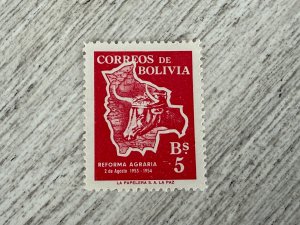 CORREOS DE
BOLIVIA
Bs.
5
REFORMA AGRARIA
2 de Agosto 1953 - 1954
LA PAPELERA S. A. LA PAZ